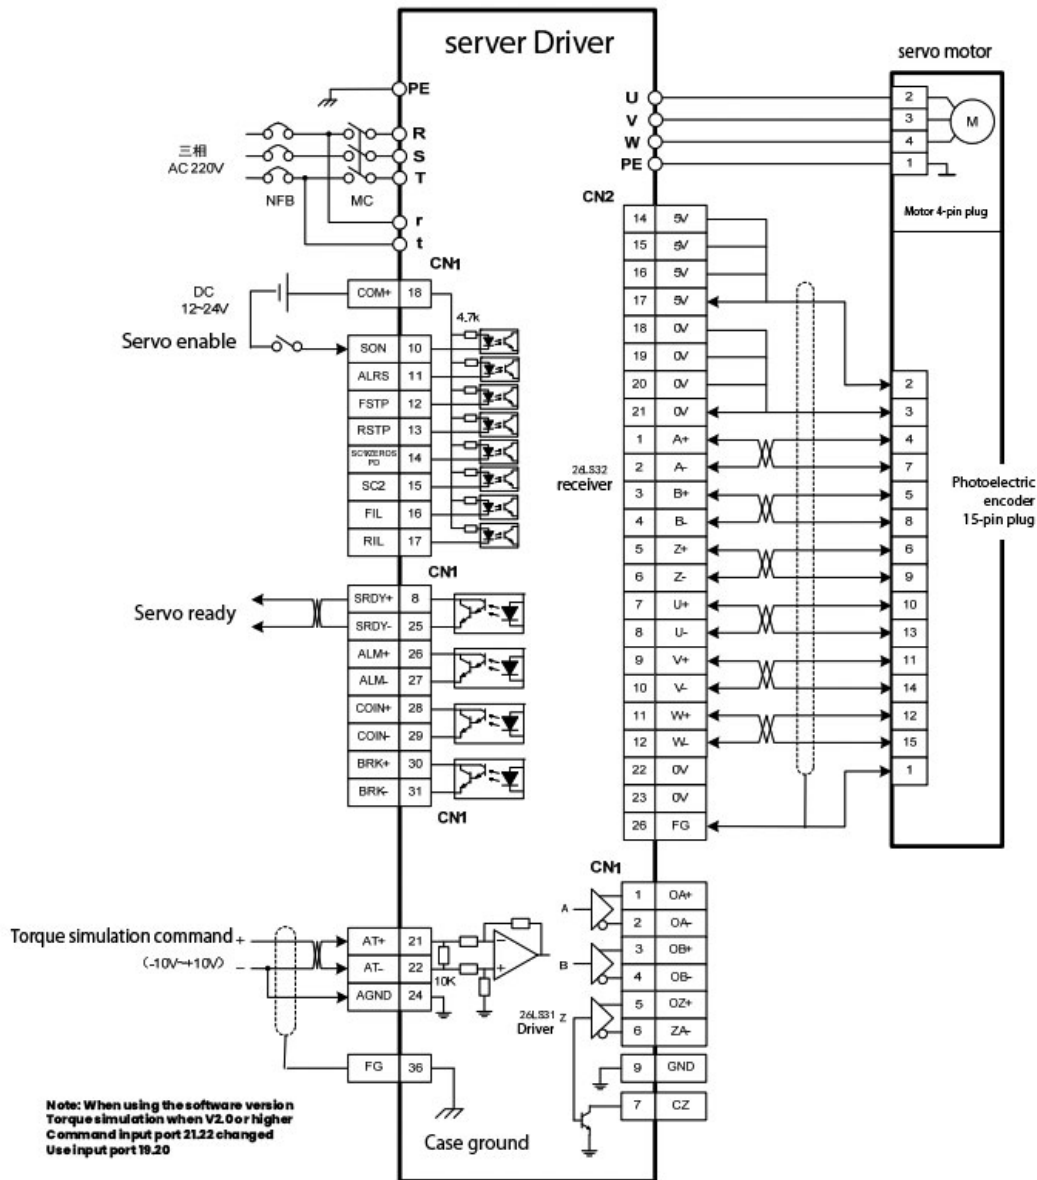 server Driver
servo motor
PE
R
S
T
r
t
三相
AC 220V
NFB
MC
U
V
W
PE
2
3
4
1
M
Motor 4-pin plug
CN1
DC
12~24V
COM+ 18
4.7k
Servo enable
SON 10
ALRS 11
FSTP 12
RSTP 13
PD 14
SC2 15
FIL 16
RIL 17
CN1
Servo ready
SRDY+ 8
SRDY- 25
ALM+ 26
ALM- 27
COIN+ 28
COIN- 29
BRK+ 30
BRK- 31
CN1
CN2
14 5V
15 5V
16 5V
17 5V
18 0V
19 0V
20 0V
21 0V
1 A+
2 A-
3 B+
4 B-
5 Z+
6 Z-
7 U+
8 U-
9 V+
10 V-
11 W+
12 W-
22 0V
23 0V
26 FG
26LS32
receiver
2
3
4
7
5
8
6
9
10
13
11
14
12
15
1
Photoelectric
encoder
15-pin plug
Torque simulation command
+
-
(-10V~+10V)
AT+ 21
AT- 22
AGND 24
FG 36
10K
-
+
Case ground
CN1
A
B
Z
26LS31
Driver
1 OA+
2 OA-
3 OB+
4 OB-
5 OZ+
6 ZA-
9 GND
7 CZ
Note: When using the software version
Torque simulation when V2.0 or higher
Command input port 21.22 changed
Use input port 19.20